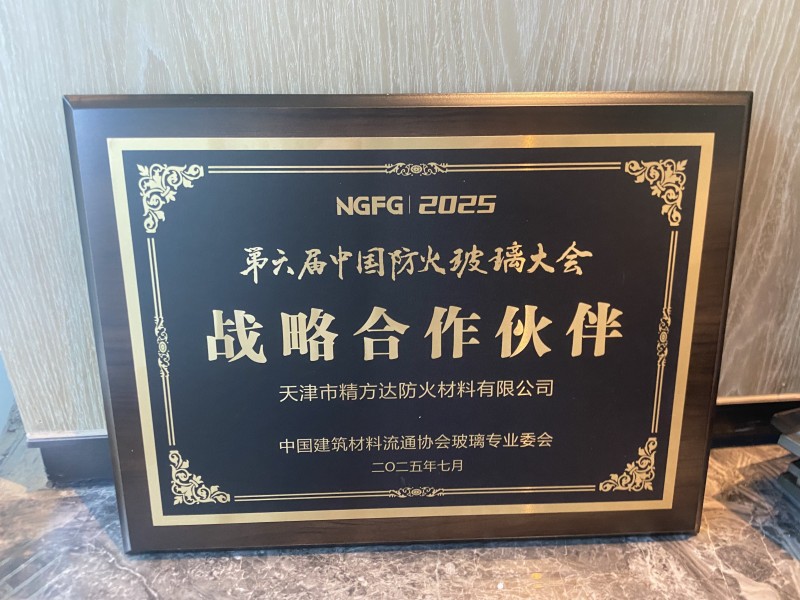 NGFG | 2025
第六届中国防火玻璃大会
战略合作伙伴
天津市精方达防火材料有限公司
中国建筑材料流通协会玻璃专业委会
二〇二五年七月